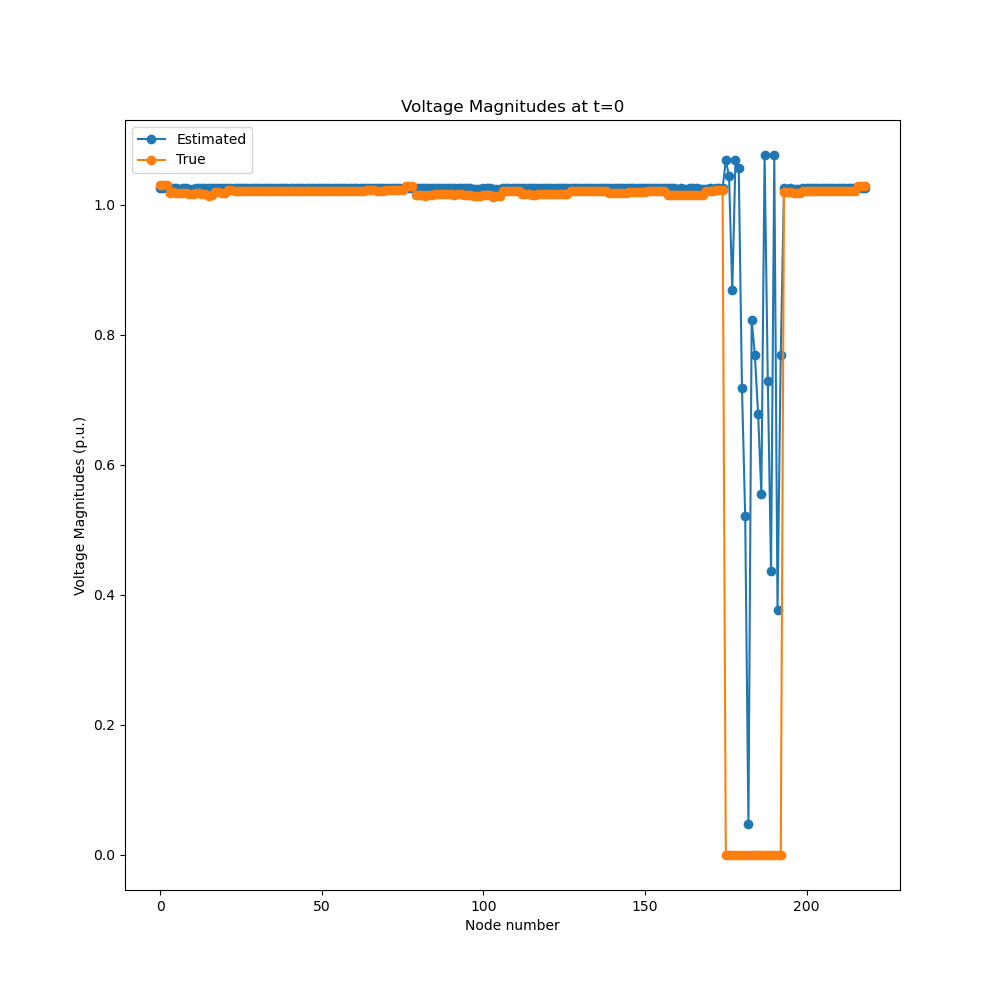 Voltage Magnitudes at t=0
Estimated
True
1.0
0.8
0.6
0.4
0.2
0.0
Voltage Magnitudes (p.u.)
0 50 100 150 200
Node number